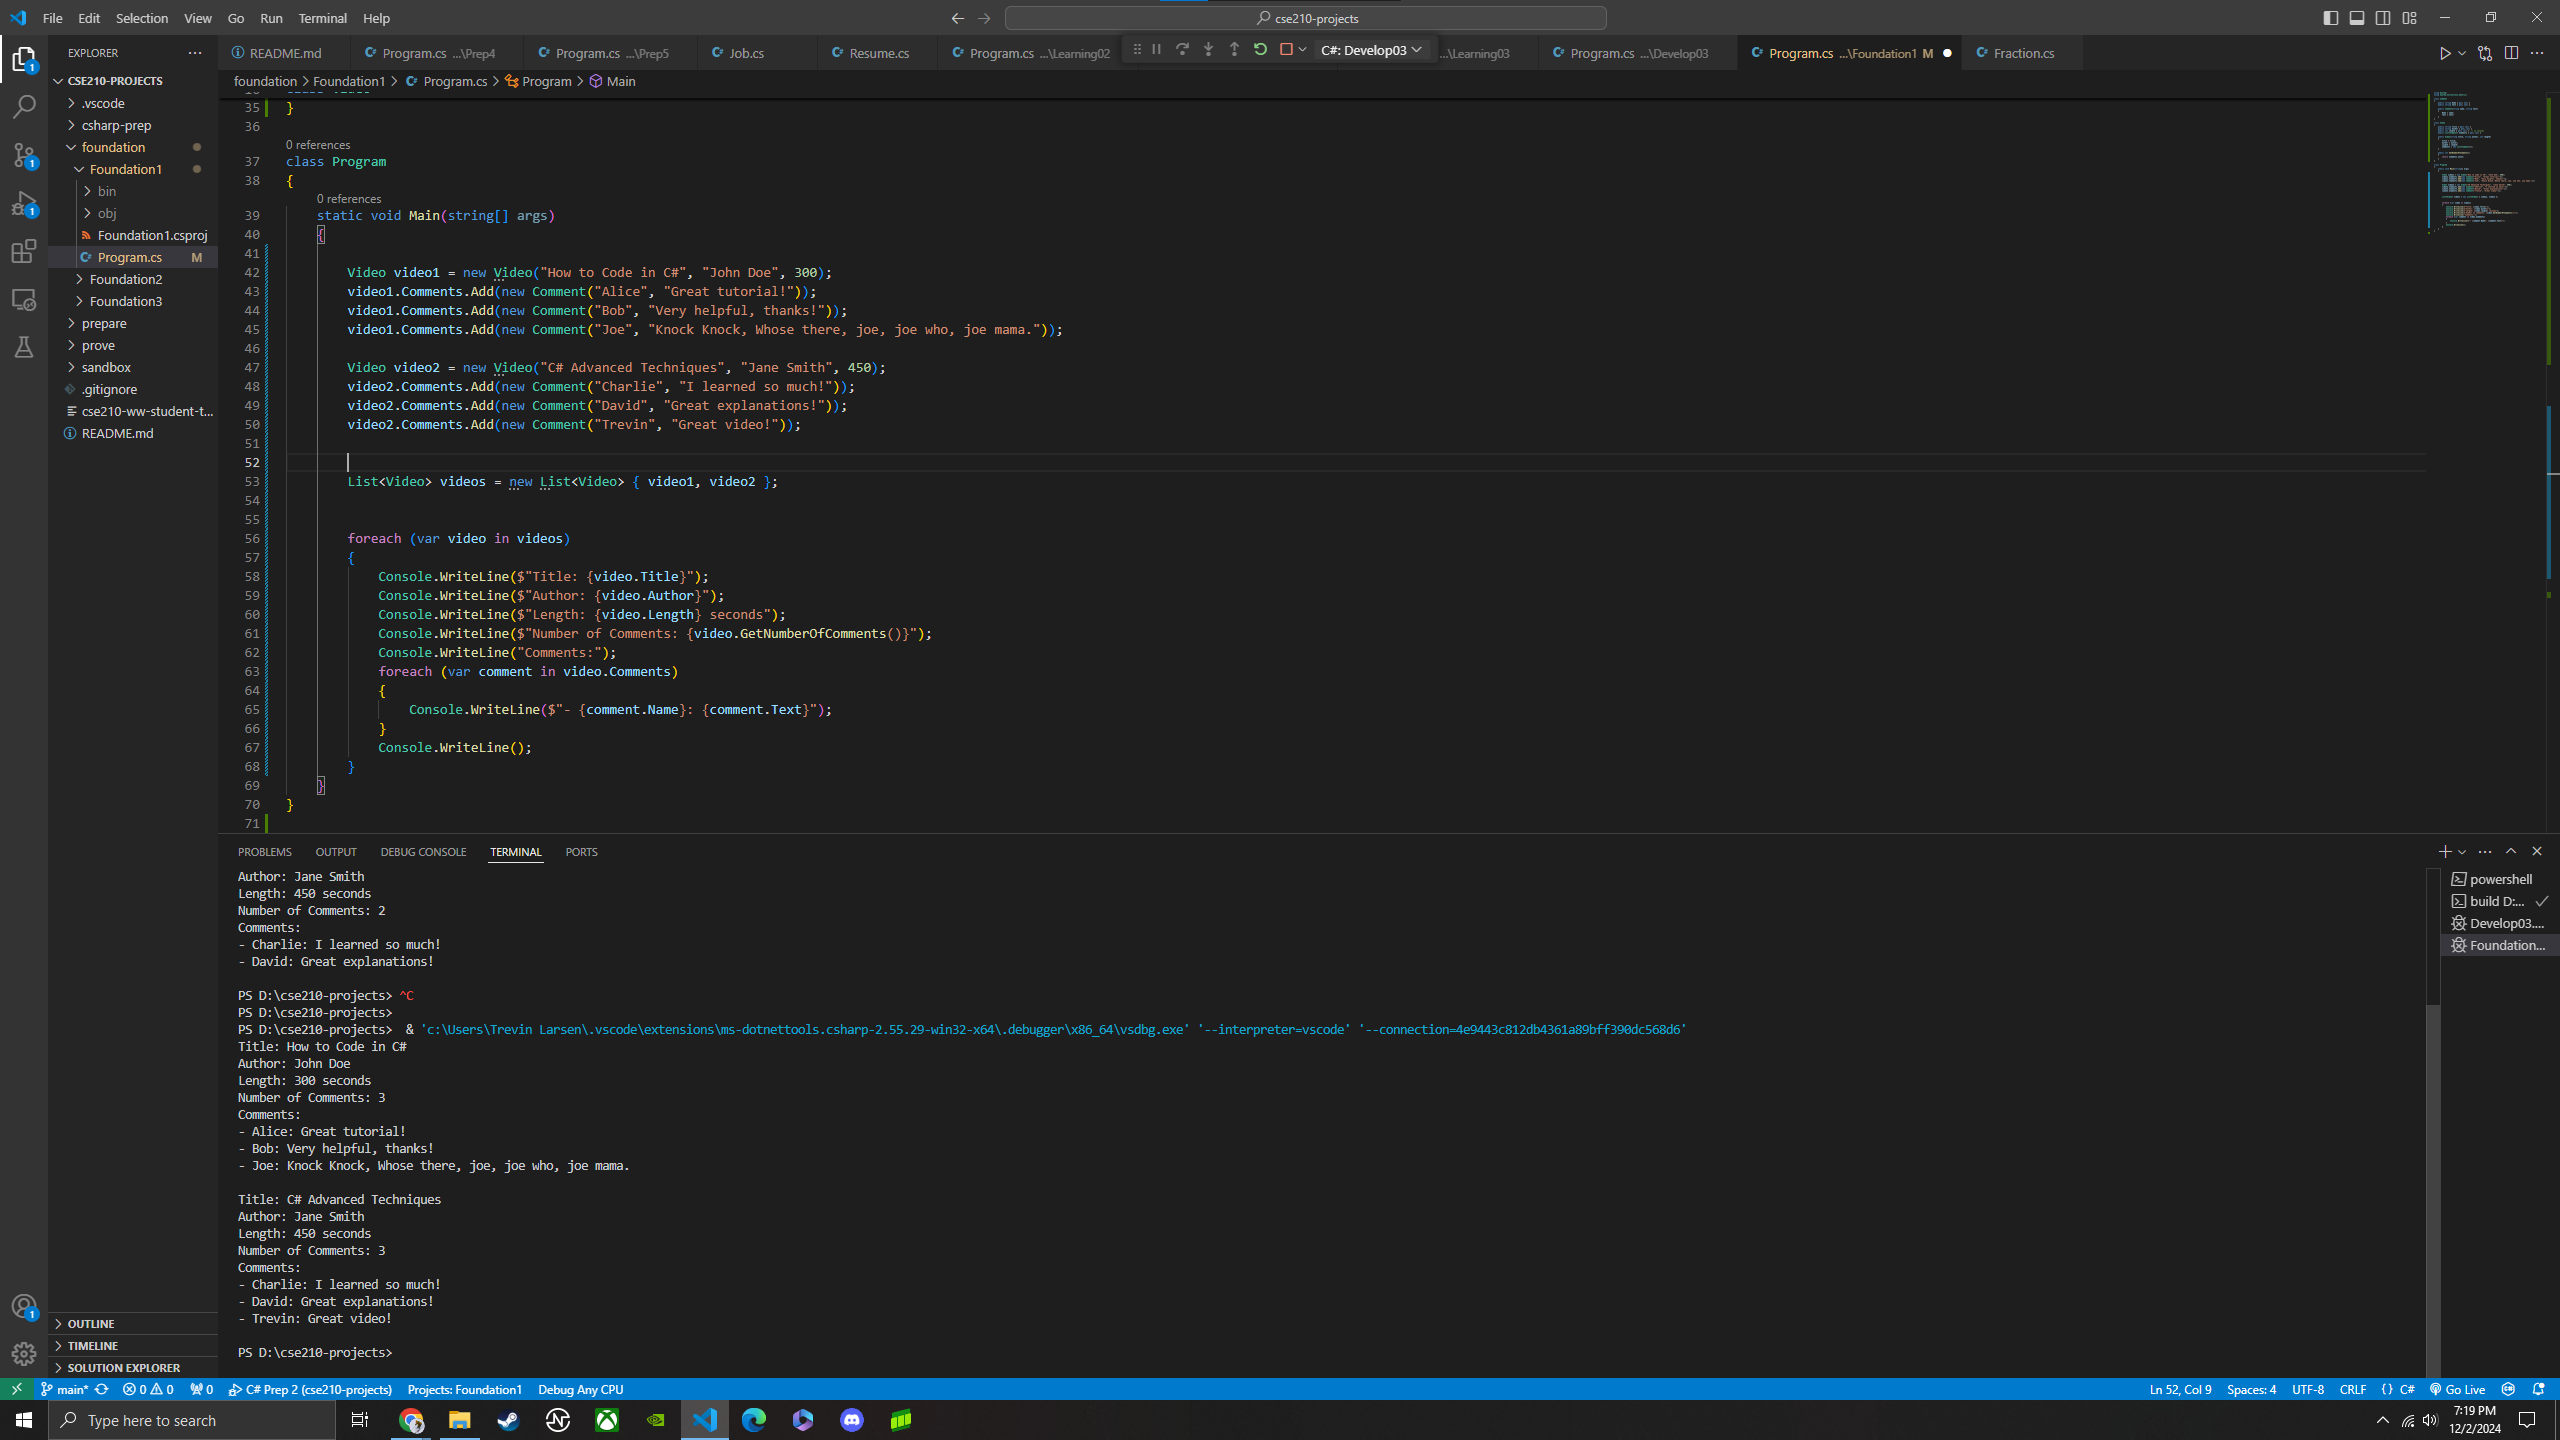 File Edit Selection View Go Run Terminal Help
cse210-projects
EXPLORER
README.md
Program.cs ...\Prep4
Program.cs ...\Prep5
Job.cs
Resume.cs
Program.cs ...\Learning02
C#: Develop03
...\Learning03
Program.cs ...\Develop03
Program.cs ...\Foundation1 M
Fraction.cs
foundation > Foundation1 > Program.cs > Program > Main
CSE210-PROJECTS
.vscode
csharp-prep
foundation
Foundation1
bin
obj
Foundation1.csproj
Program.cs M
Foundation2
Foundation3
prepare
prove
sandbox
.gitignore
cse210-ww-student-t...
README.md
OUTLINE
TIMELINE
SOLUTION EXPLORER
35 }
36
0 references
37 class Program
38 {
0 references
39 static void Main(string[] args)
40 {
41
42 Video video1 = new Video("How to Code in C#", "John Doe", 300);
43 video1.Comments.Add(new Comment("Alice", "Great tutorial!"));
44 video1.Comments.Add(new Comment("Bob", "Very helpful, thanks!"));
45 video1.Comments.Add(new Comment("Joe", "Knock Knock, Whose there, joe, joe who, joe mama."));
46
47 Video video2 = new Video("C# Advanced Techniques", "Jane Smith", 450);
48 video2.Comments.Add(new Comment("Charlie", "I learned so much!"));
49 video2.Comments.Add(new Comment("David", "Great explanations!"));
50 video2.Comments.Add(new Comment("Trevin", "Great video!"));
51
52
53 List<Video> videos = new List<Video> { video1, video2 };
54
55
56 foreach (var video in videos)
57 {
58 Console.WriteLine($"Title: {video.Title}");
59 Console.WriteLine($"Author: {video.Author}");
60 Console.WriteLine($"Length: {video.Length} seconds");
61 Console.WriteLine($"Number of Comments: {video.GetNumberOfComments()}");
62 Console.WriteLine("Comments:");
63 foreach (var comment in video.Comments)
64 {
65 Console.WriteLine($"- {comment.Name}: {comment.Text}");
66 }
67 Console.WriteLine();
68 }
69 }
70 }
71
PROBLEMS OUTPUT DEBUG CONSOLE TERMINAL PORTS
Author: Jane Smith
Length: 450 seconds
Number of Comments: 2
Comments:
- Charlie: I learned so much!
- David: Great explanations!
PS D:\cse210-projects> ^C
PS D:\cse210-projects>
PS D:\cse210-projects>  & 'c:\Users\Trevin Larsen\.vscode\extensions\ms-dotnettools.csharp-2.55.29-win32-x64\.debugger\x86_64\vsdbg.exe' '--interpreter=vscode' '--connection=4e9443c812db4361a89bff390dc568d6'
Title: How to Code in C#
Author: John Doe
Length: 300 seconds
Number of Comments: 3
Comments:
- Alice: Great tutorial!
- Bob: Very helpful, thanks!
- Joe: Knock Knock, Whose there, joe, joe who, joe mama.
Title: C# Advanced Techniques
Author: Jane Smith
Length: 450 seconds
Number of Comments: 3
Comments:
- Charlie: I learned so much!
- David: Great explanations!
- Trevin: Great video!
PS D:\cse210-projects>
powershell
build D:...
Develop03....
Foundation...
main* 0 0 0 C# Prep 2 (cse210-projects) Projects: Foundation1 Debug Any CPU
Ln 52, Col 9 Spaces: 4 UTF-8 CRLF {} C# Go Live
Type here to search
7:19 PM
12/2/2024